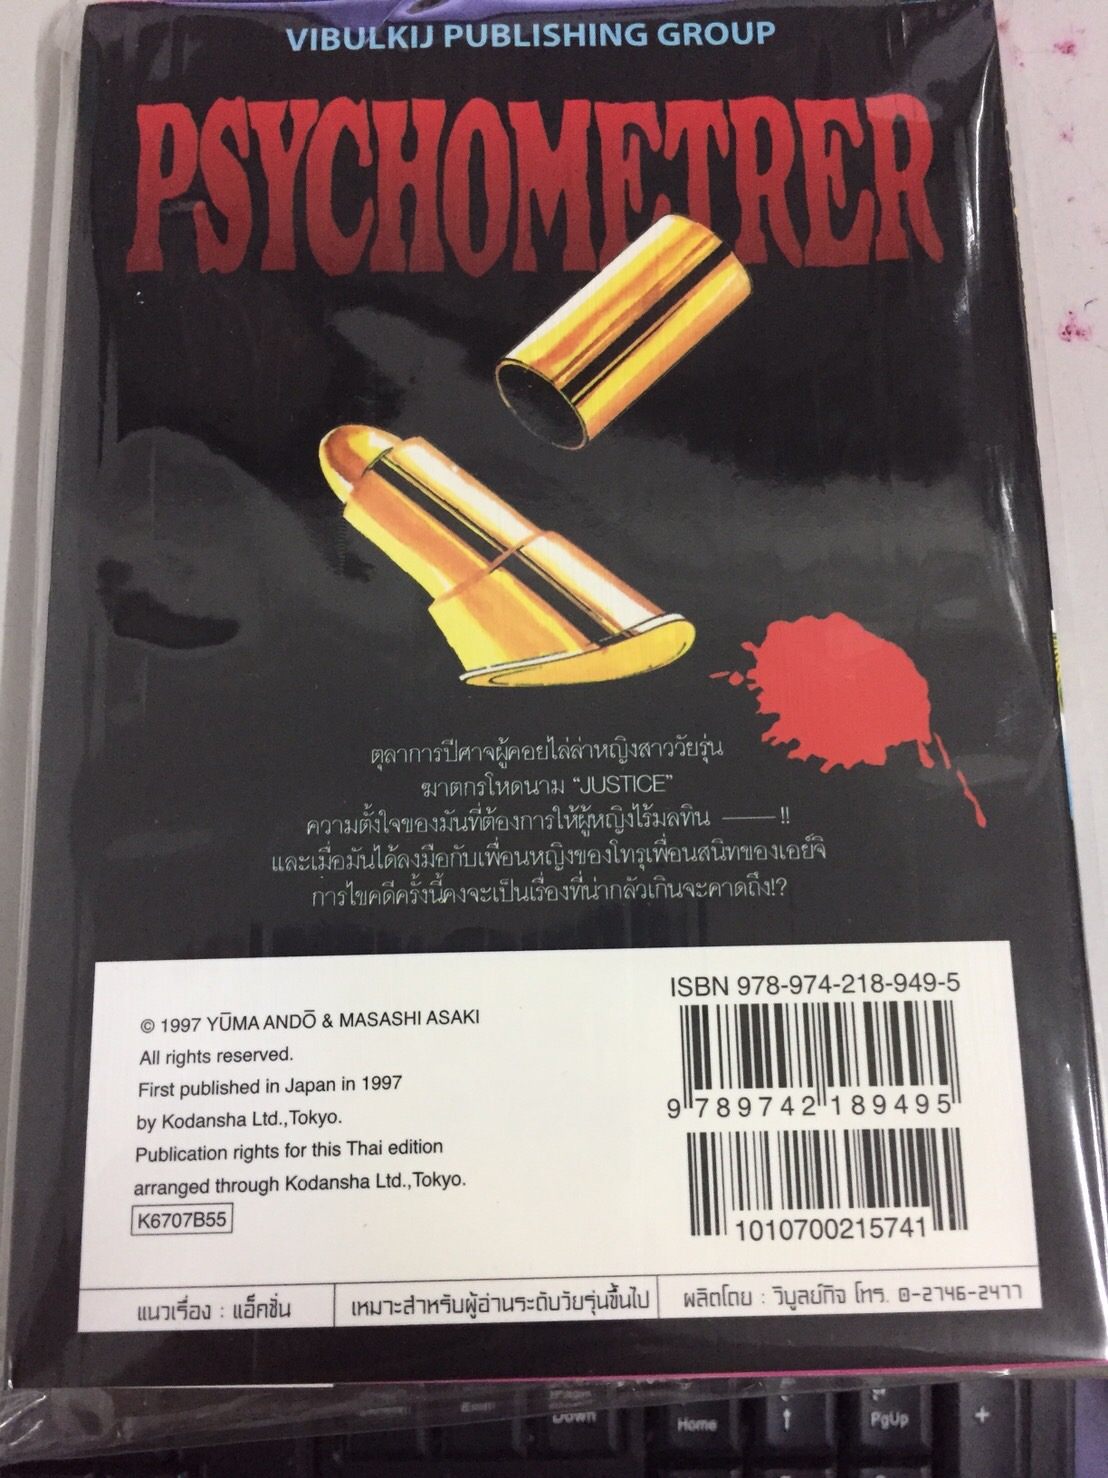 VIBULKIJ PUBLISHING GROUP
PSYCHOMETRER
ตุลาการปีศาจผู้คอยไล่ล่าหญิงสาววัยรุ่น
ฆาตกรโหดนาม “JUSTICE”
ความตั้งใจของมันที่ต้องการให้ผู้หญิงไร้มลทิน ——!!
และเมื่อมันได้ลงมือกับเพื่อนหญิงของโทรุเพื่อนสนิทของเอย์จิ
การไขคดีครั้งนี้คงจะเป็นเรื่องที่น่ากลัวเกินจะคาดถึง!?
© 1997 YŪMA ANDŌ & MASASHI ASAKI
All rights reserved.
First published in Japan in 1997
by Kodansha Ltd.,Tokyo.
Publication rights for this Thai edition
arranged through Kodansha Ltd.,Tokyo.
K6707B55
ISBN 978-974-218-949-5
9 789742 189495
1010700215741
แนวเรื่อง : แอ็คชั่น
เหมาะสำหรับผู้อ่านระดับวัยรุ่นขึ้นไป
ผลิตโดย : วิบูลย์กิจ โทร. 0-2746-2477
Down
Home
PgUp
+